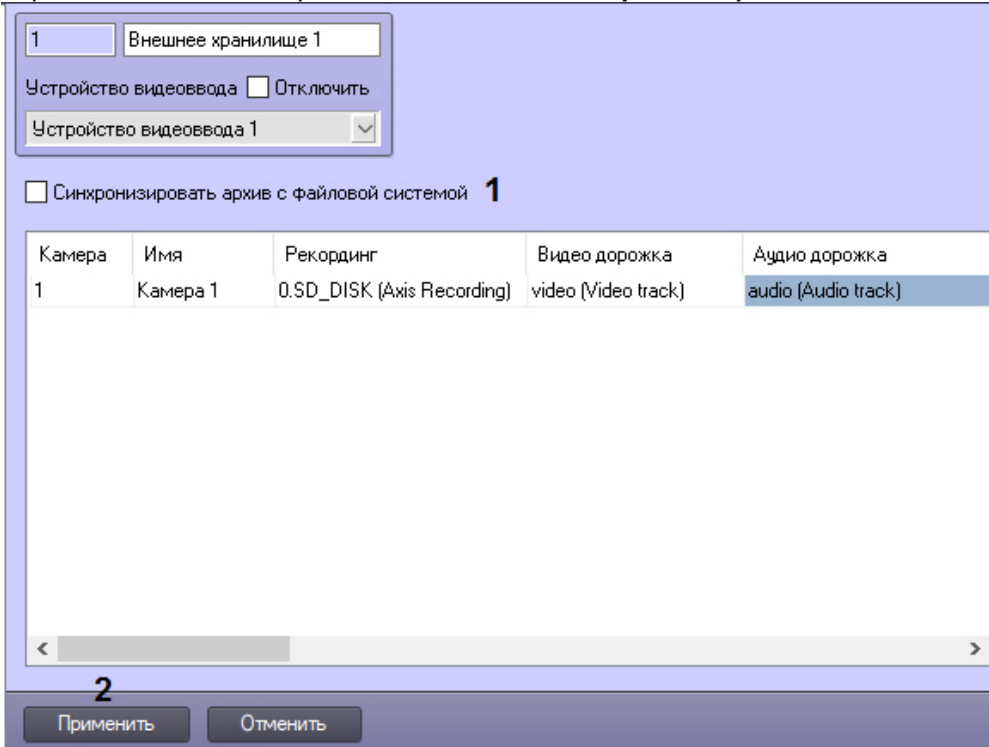 1 Внешнее хранилище 1
Устройство видеоввода Отключить
Устройство видеоввода 1
Синхронизировать архив с файловой системой 1
Камера Имя Рекординг Видео дорожка Аудио дорожка
1 Камера 1 0.SD_DISK (Axis Recording) video (Video track) audio (Audio track)
2
Применить Отменить